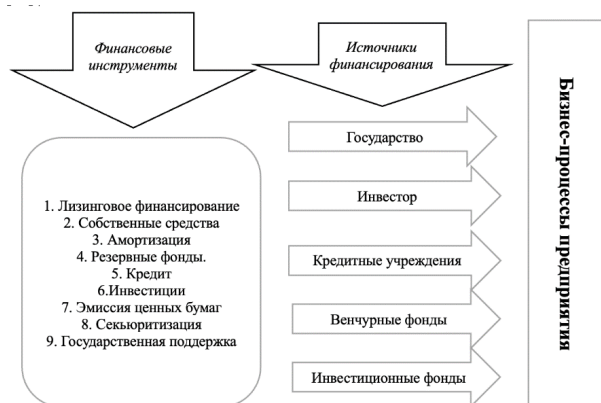 Финансовые
инструменты
Источники
финансирования
1. Лизинговое финансирование
2. Собственные средства
3. Амортизация
4. Резервные фонды.
5. Кредит
6.Инвестиции
7. Эмиссия ценных бумаг
8. Секьюритизация
9. Государственная поддержка
Государство
Инвестор
Кредитные учреждения
Венчурные фонды
Инвестиционные фонды
Бизнес-процессы предприятия